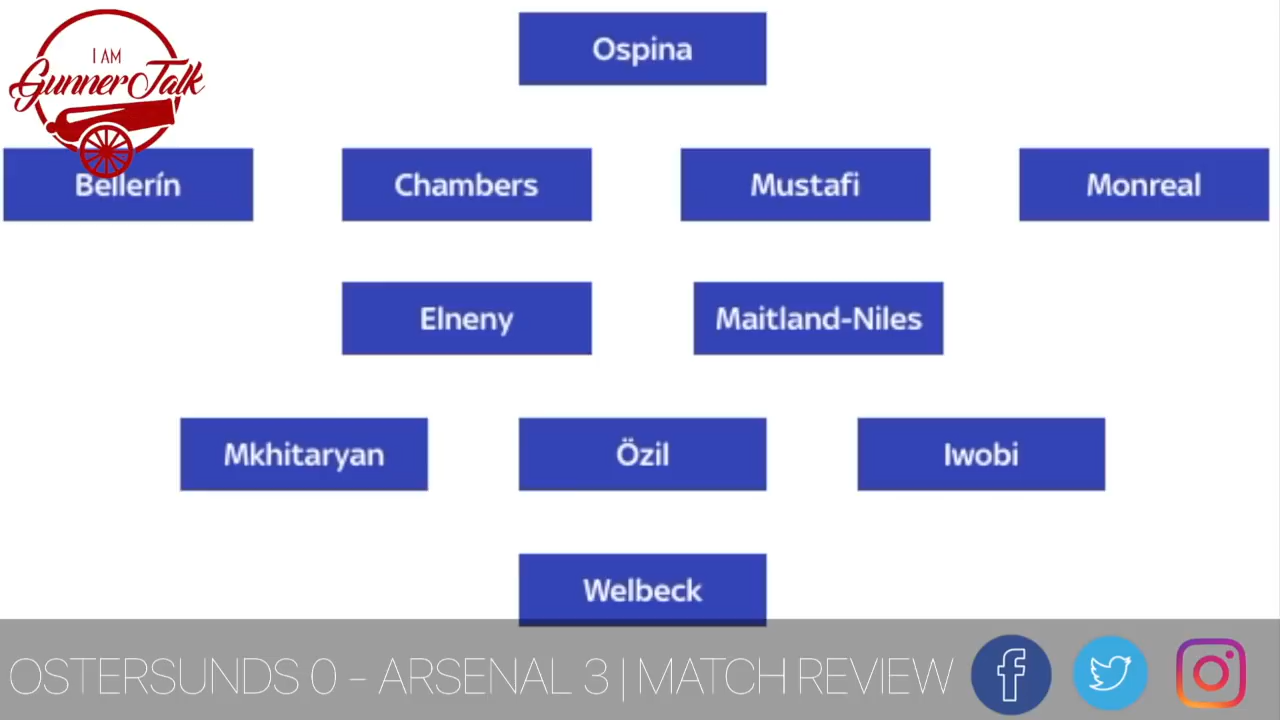 I AM
GunnerTalk
Ospina
Bellerín
Chambers
Mustafi
Monreal
Elneny
Maitland-Niles
Mkhitaryan
Özil
Iwobi
Welbeck
OSTERSUNDS 0 - ARSENAL 3 | MATCH REVIEW